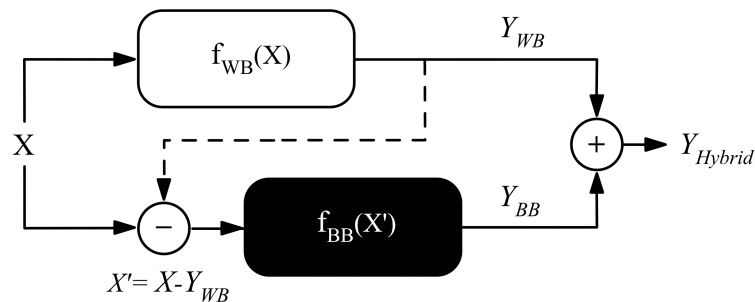 f_WB(X)
Y_WB
X
+
Y_Hybrid
−
f_BB(X')
Y_BB
X'= X-Y_WB